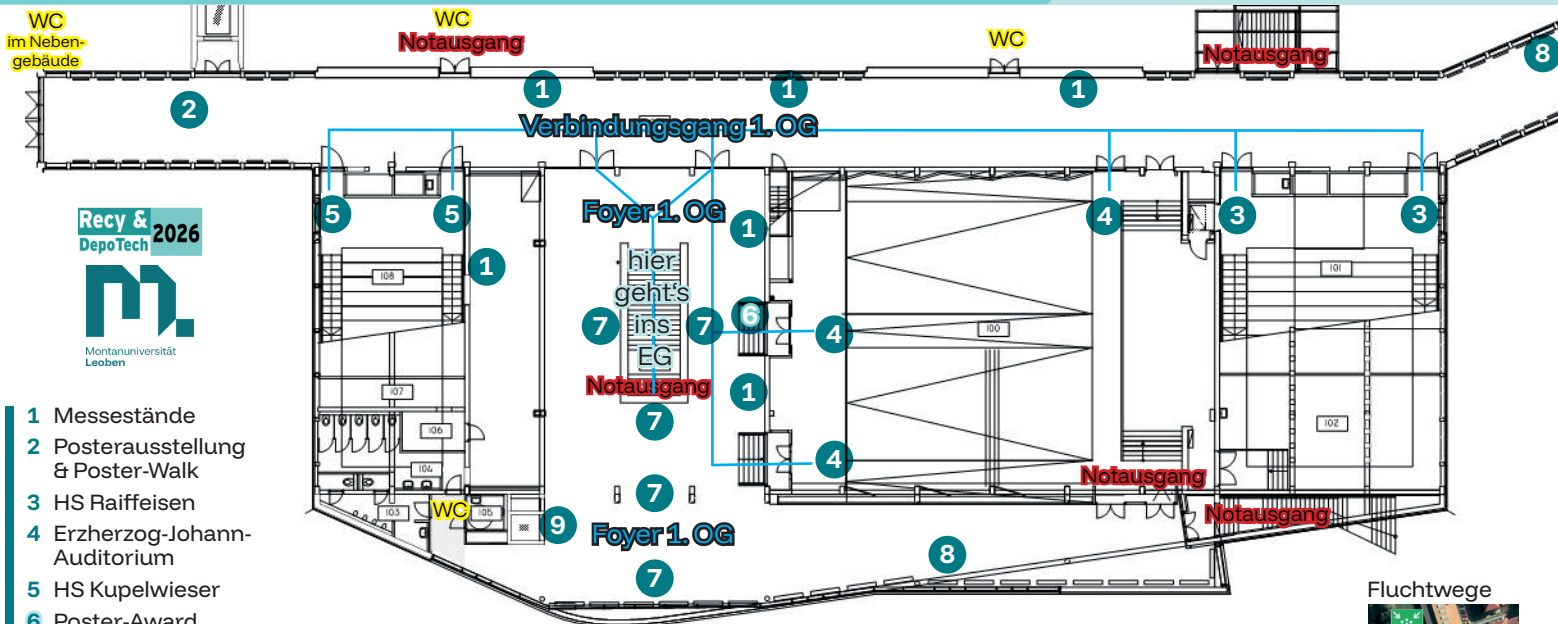 WC
im Neben-
gebäude
WC
Notausgang
WC
Notausgang
8
2
1
1
1
Verbindungsgang 1. OG
5
5
Foyer 1. OG
1
4
3
3
Recy &
DepoTech
2026
Montanuniversität
Leoben
108
1
hier
geht's
ins
EG
7
7
6
4
100
101
Notausgang
1
7
107
106
104
103
105
102
4
Notausgang
Notausgang
WC
7
9
Foyer 1. OG
8
7
1 Messestände
2 Posterausstellung
& Poster-Walk
3 HS Raiffeisen
4 Erzherzog-Johann-
Auditorium
5 HS Kupelwieser
6 Poster-Award
Fluchtwege